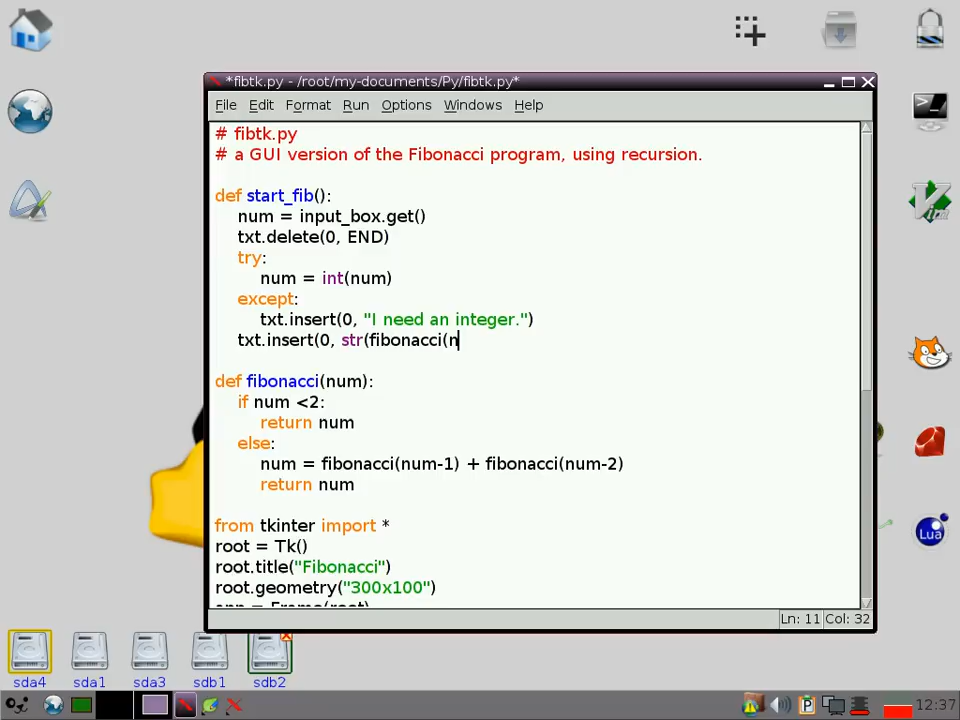 *fibtk.py - /root/my-documents/Py/fibtk.py*
File Edit Format Run Options Windows Help
# fibtk.py
# a GUI version of the Fibonacci program, using recursion.
def start_fib():
num = input_box.get()
txt.delete(0, END)
try:
num = int(num)
except:
txt.insert(0, "I need an integer.")
txt.insert(0, str(fibonacci(n
def fibonacci(num):
if num <2:
return num
else:
num = fibonacci(num-1) + fibonacci(num-2)
return num
from tkinter import *
root = Tk()
root.title("Fibonacci")
root.geometry("300x100")
app = Frame(root)
Ln: 11 Col: 32
>_
Vim
Lua
sda4 sda1 sda3 sdb1 sdb2
P
12:37